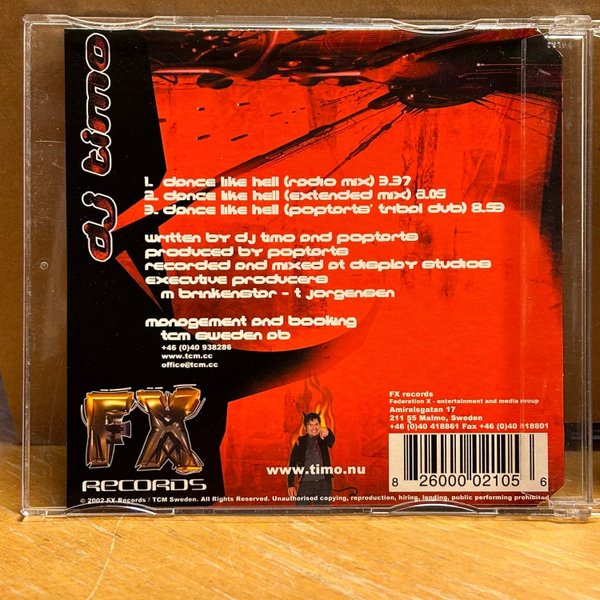 dj timo
1. dance like hell (radio mix) 3.37
2. dance like hell (extended mix) 8.05
3. dance like hell (poptarts' tribal dub) 8.53
written by dj timo and poptarts
produced by poptarts
recorded and mixed at display studios
executive producers
m brinkenstar - t jorgensen
management and booking
tcm sweden ab
+46 (0)40 938286
www.tcm.cc
office@tcm.cc
FX
RECORDS
www.timo.nu
FX records
Federation X - entertainment and media group
Amiralsgatan 17
211 55 Malmo, Sweden
+46 (0)40 418861 Fax +46 (0)40 418801
8 26000 02105 6
© 2002 FX Records / TCM Sweden. All Rights Reserved. Unauthorised copying, reproduction, hiring, lending, public performing prohibited